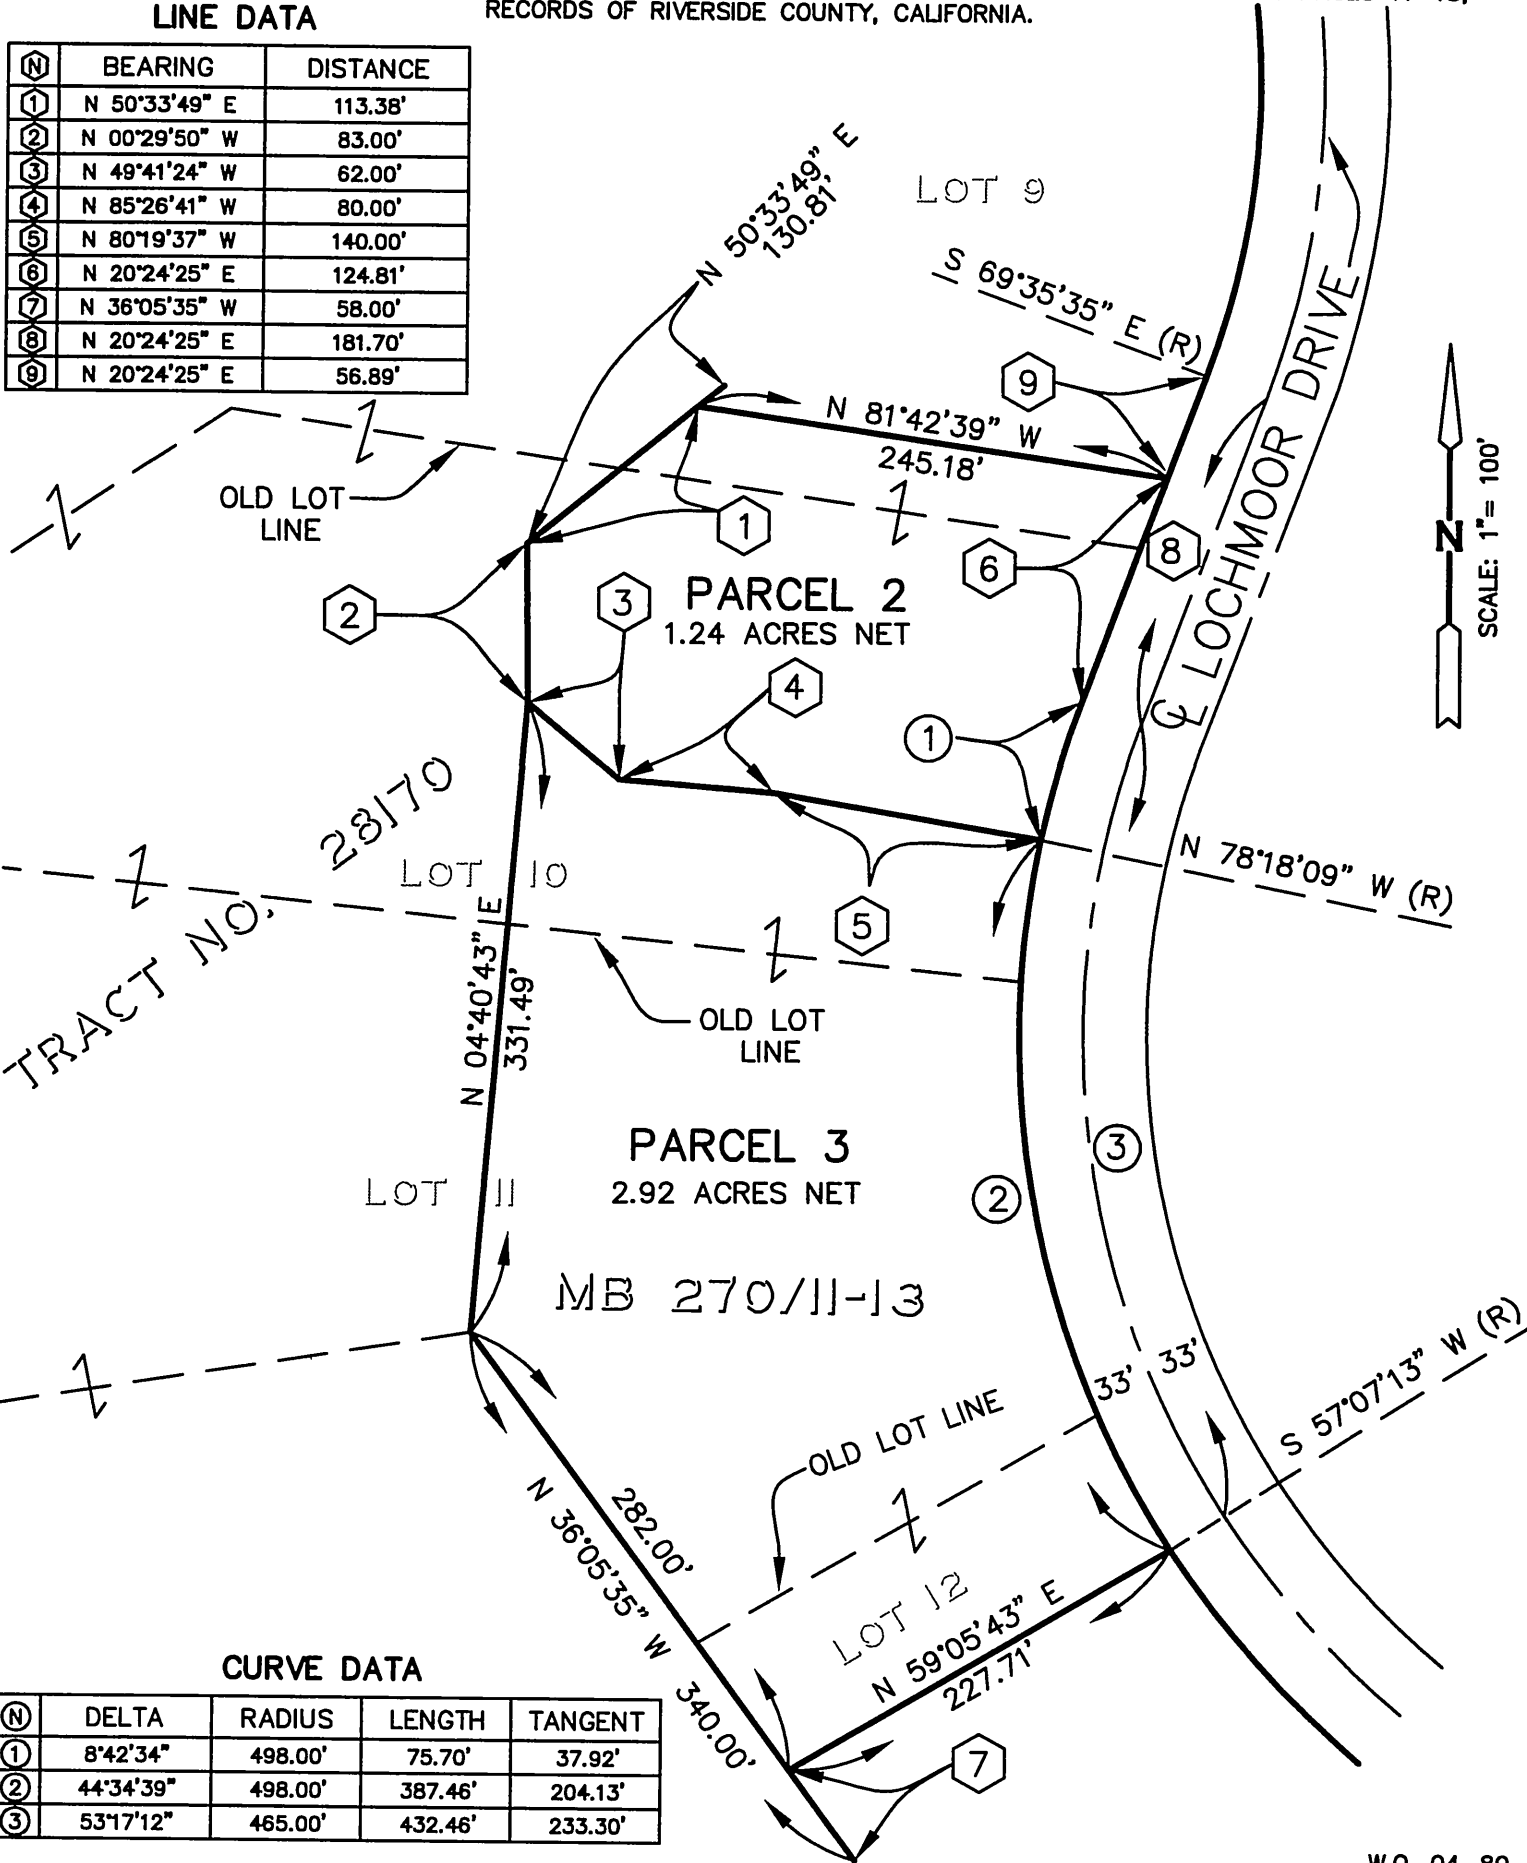 LINE DATA
RECORDS OF RIVERSIDE COUNTY, CALIFORNIA.
N BEARING DISTANCE
1 N 50°33'49" E 113.38'
2 N 00°29'50" W 83.00'
3 N 49°41'24" W 62.00'
4 N 85°26'41" W 80.00'
5 N 80°19'37" W 140.00'
6 N 20°24'25" E 124.81'
7 N 36°05'35" W 58.00'
8 N 20°24'25" E 181.70'
9 N 20°24'25" E 56.89'
N 50°33'49" E
130.81'
LOT 9
S 69°35'35" E (R)
9
N 81°42'39" W
245.18'
OLD LOT
LINE
1
8
6
LOCHMOOR DRIVE
N
SCALE: 1"= 100'
2
3
PARCEL 2
1.24 ACRES NET
4
1
TRACT NO. 28170
N 78°18'09" W (R)
LOT 10
5
N 04°40'43" E
331.49'
OLD LOT
LINE
PARCEL 3
2.92 ACRES NET
3
2
LOT 11
MB 270/11-13
33' 33'
S 57°07'13" W (R)
OLD LOT LINE
282.00'
N 36°05'35" W 340.00'
LOT 12
N 59°05'43" E
227.71'
7
CURVE DATA
N DELTA RADIUS LENGTH TANGENT
1 8°42'34" 498.00' 75.70' 37.92'
2 44°34'39" 498.00' 387.46' 204.13'
3 53°17'12" 465.00' 432.46' 233.30'